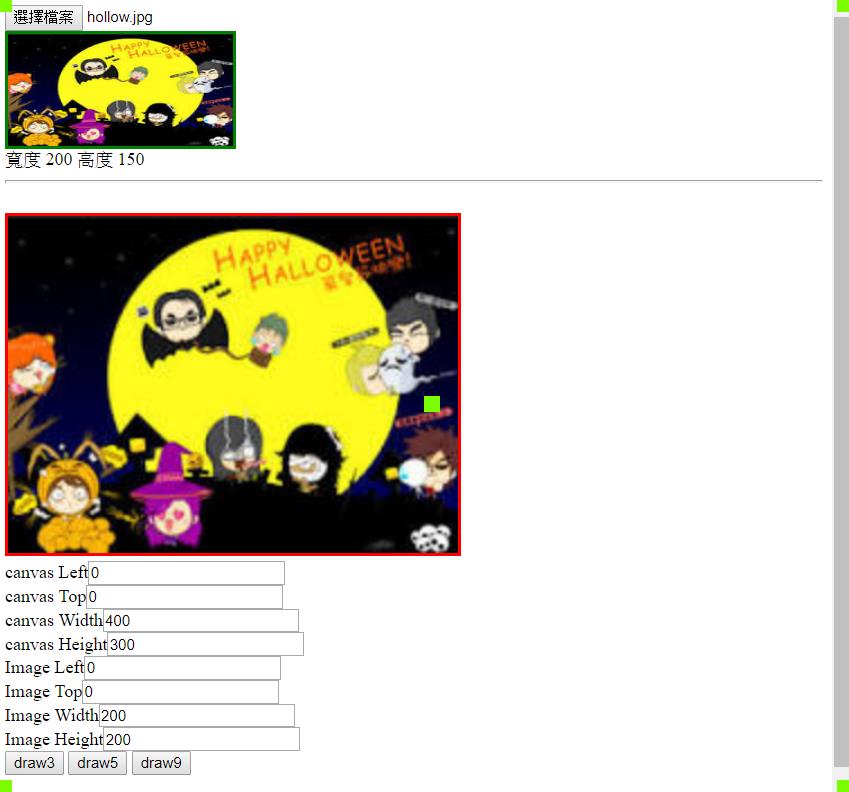 選擇檔案 hollow.jpg
HAPPY
HALLOWEEN
寬度 200 高度 150
HAPPY
HALLOWEEN
canvas Left 0
canvas Top 0
canvas Width 400
canvas Height 300
Image Left 0
Image Top 0
Image Width 200
Image Height 200
draw3 draw5 draw9